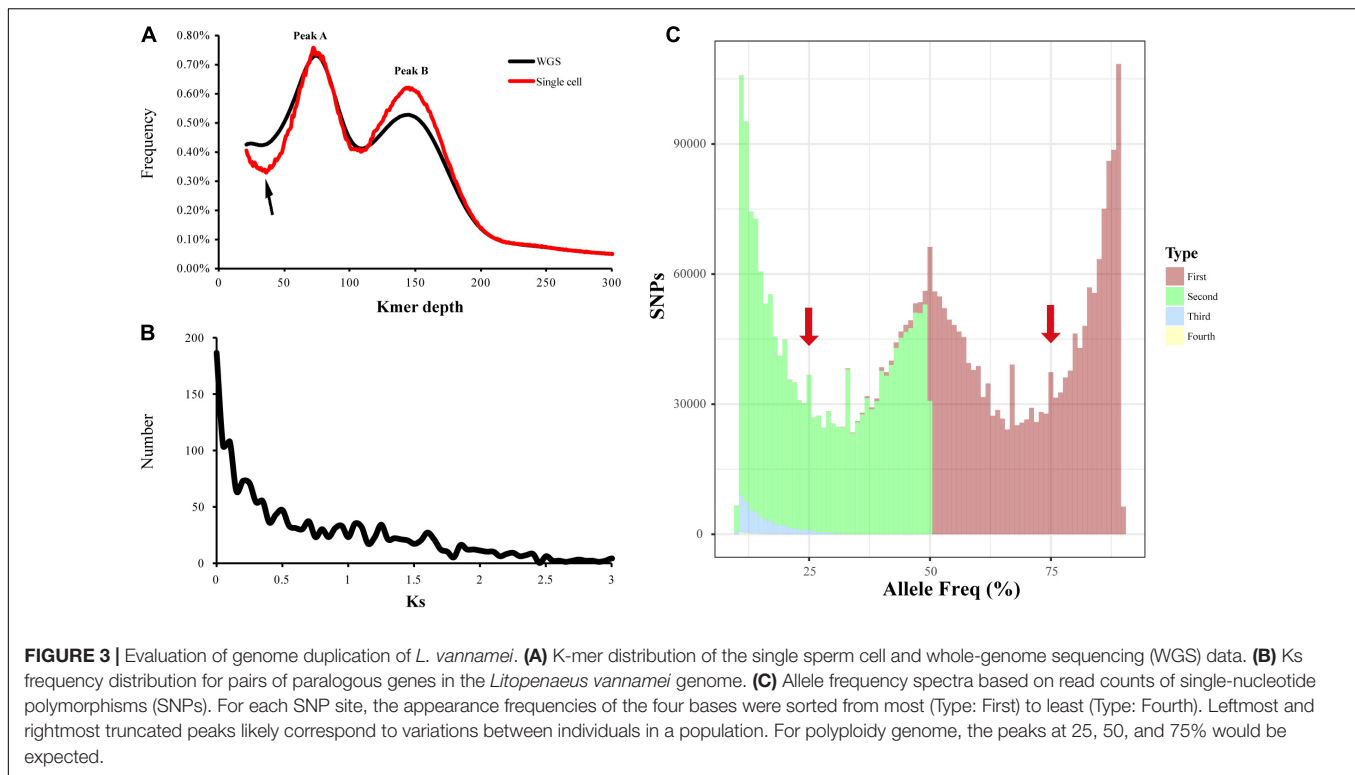 A
Peak A
Peak B
WGS
Single cell
0.80%
0.70%
0.60%
0.50%
0.40%
0.30%
0.20%
0.10%
0.00%
Frequency
0 50 100 150 200 250 300
Kmer depth
B
200
150
100
50
0
Number
0 0.5 1 1.5 2 2.5 3
Ks
C
90000
60000
30000
0
SNPs
25 50 75
Allele Freq (%)
Type
First
Second
Third
Fourth
FIGURE 3 | Evaluation of genome duplication of L. vannamei. (A) K-mer distribution of the single sperm cell and whole-genome sequencing (WGS) data. (B) Ks
frequency distribution for pairs of paralogous genes in the Litopenaeus vannamei genome. (C) Allele frequency spectra based on read counts of single-nucleotide
polymorphisms (SNPs). For each SNP site, the appearance frequencies of the four bases were sorted from most (Type: First) to least (Type: Fourth). Leftmost and
rightmost truncated peaks likely correspond to variations between individuals in a population. For polyploidy genome, the peaks at 25, 50, and 75% would be
expected.